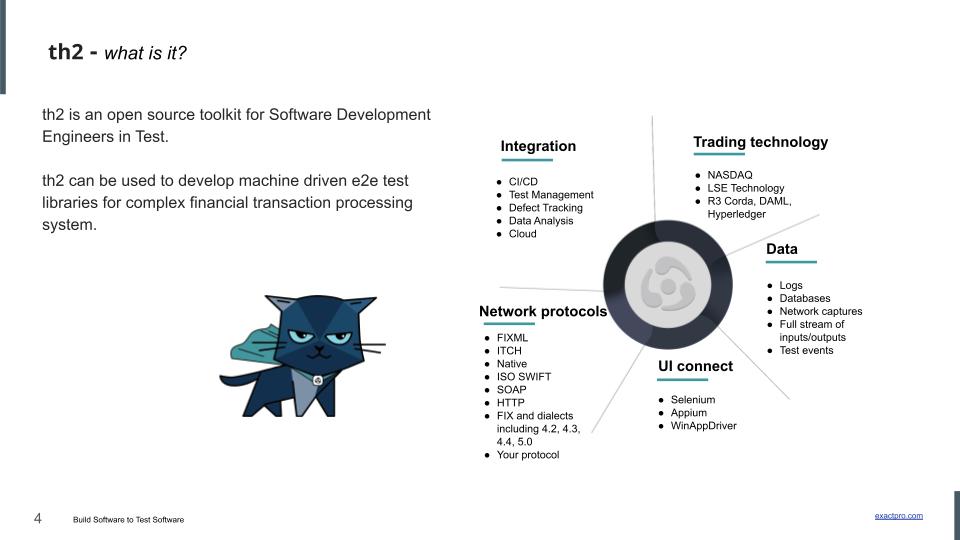 th2 - what is it?
th2 is an open source toolkit for Software Development
Engineers in Test.
th2 can be used to develop machine driven e2e test
libraries for complex financial transaction processing
system.
Integration
● CI/CD
● Test Management
● Defect Tracking
● Data Analysis
● Cloud
Trading technology
● NASDAQ
● LSE Technology
● R3 Corda, DAML,
Hyperledger
Data
● Logs
● Databases
● Network captures
● Full stream of
inputs/outputs
● Test events
Network protocols
● FIXML
● ITCH
● Native
● ISO SWIFT
● SOAP
● HTTP
● FIX and dialects
including 4.2, 4.3,
4.4, 5.0
● Your protocol
UI connect
● Selenium
● Appium
● WinAppDriver
4
Build Software to Test Software
exactpro.com